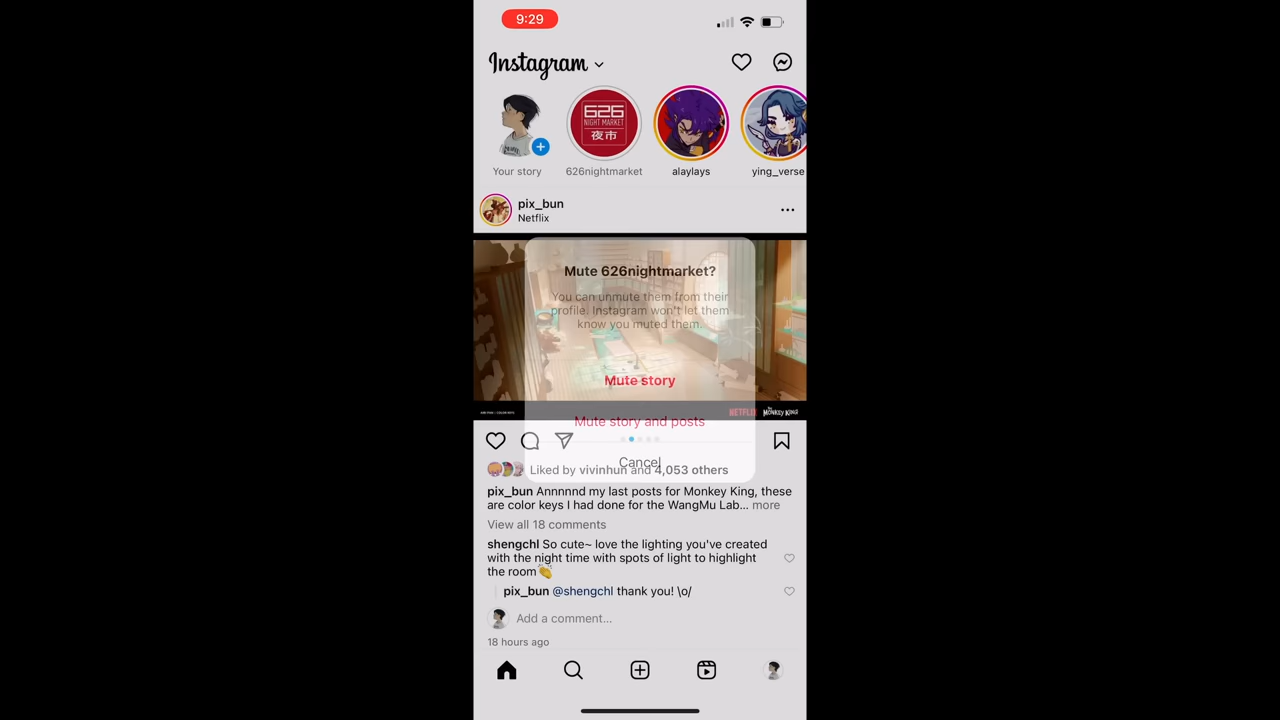 9:29
Instagram
626
NIGHT MARKET
夜市
Your story
626nightmarket
alaylays
ying_verse
pix_bun
Netflix
Mute 626nightmarket?
You can unmute them from their
profile. Instagram won't let them
know you muted them.
Mute story
Mute story and posts
Cancel
NETFLIX
MONKEY KING
Liked by vivinhun and 4,053 others
pix_bun Annnnnd my last posts for Monkey King, these
are color keys I had done for the WangMu Lab... more
View all 18 comments
shengchl So cute~ love the lighting you've created
with the night time with spots of light to highlight
the room👏
pix_bun @shengchl thank you! \o/
Add a comment...
18 hours ago